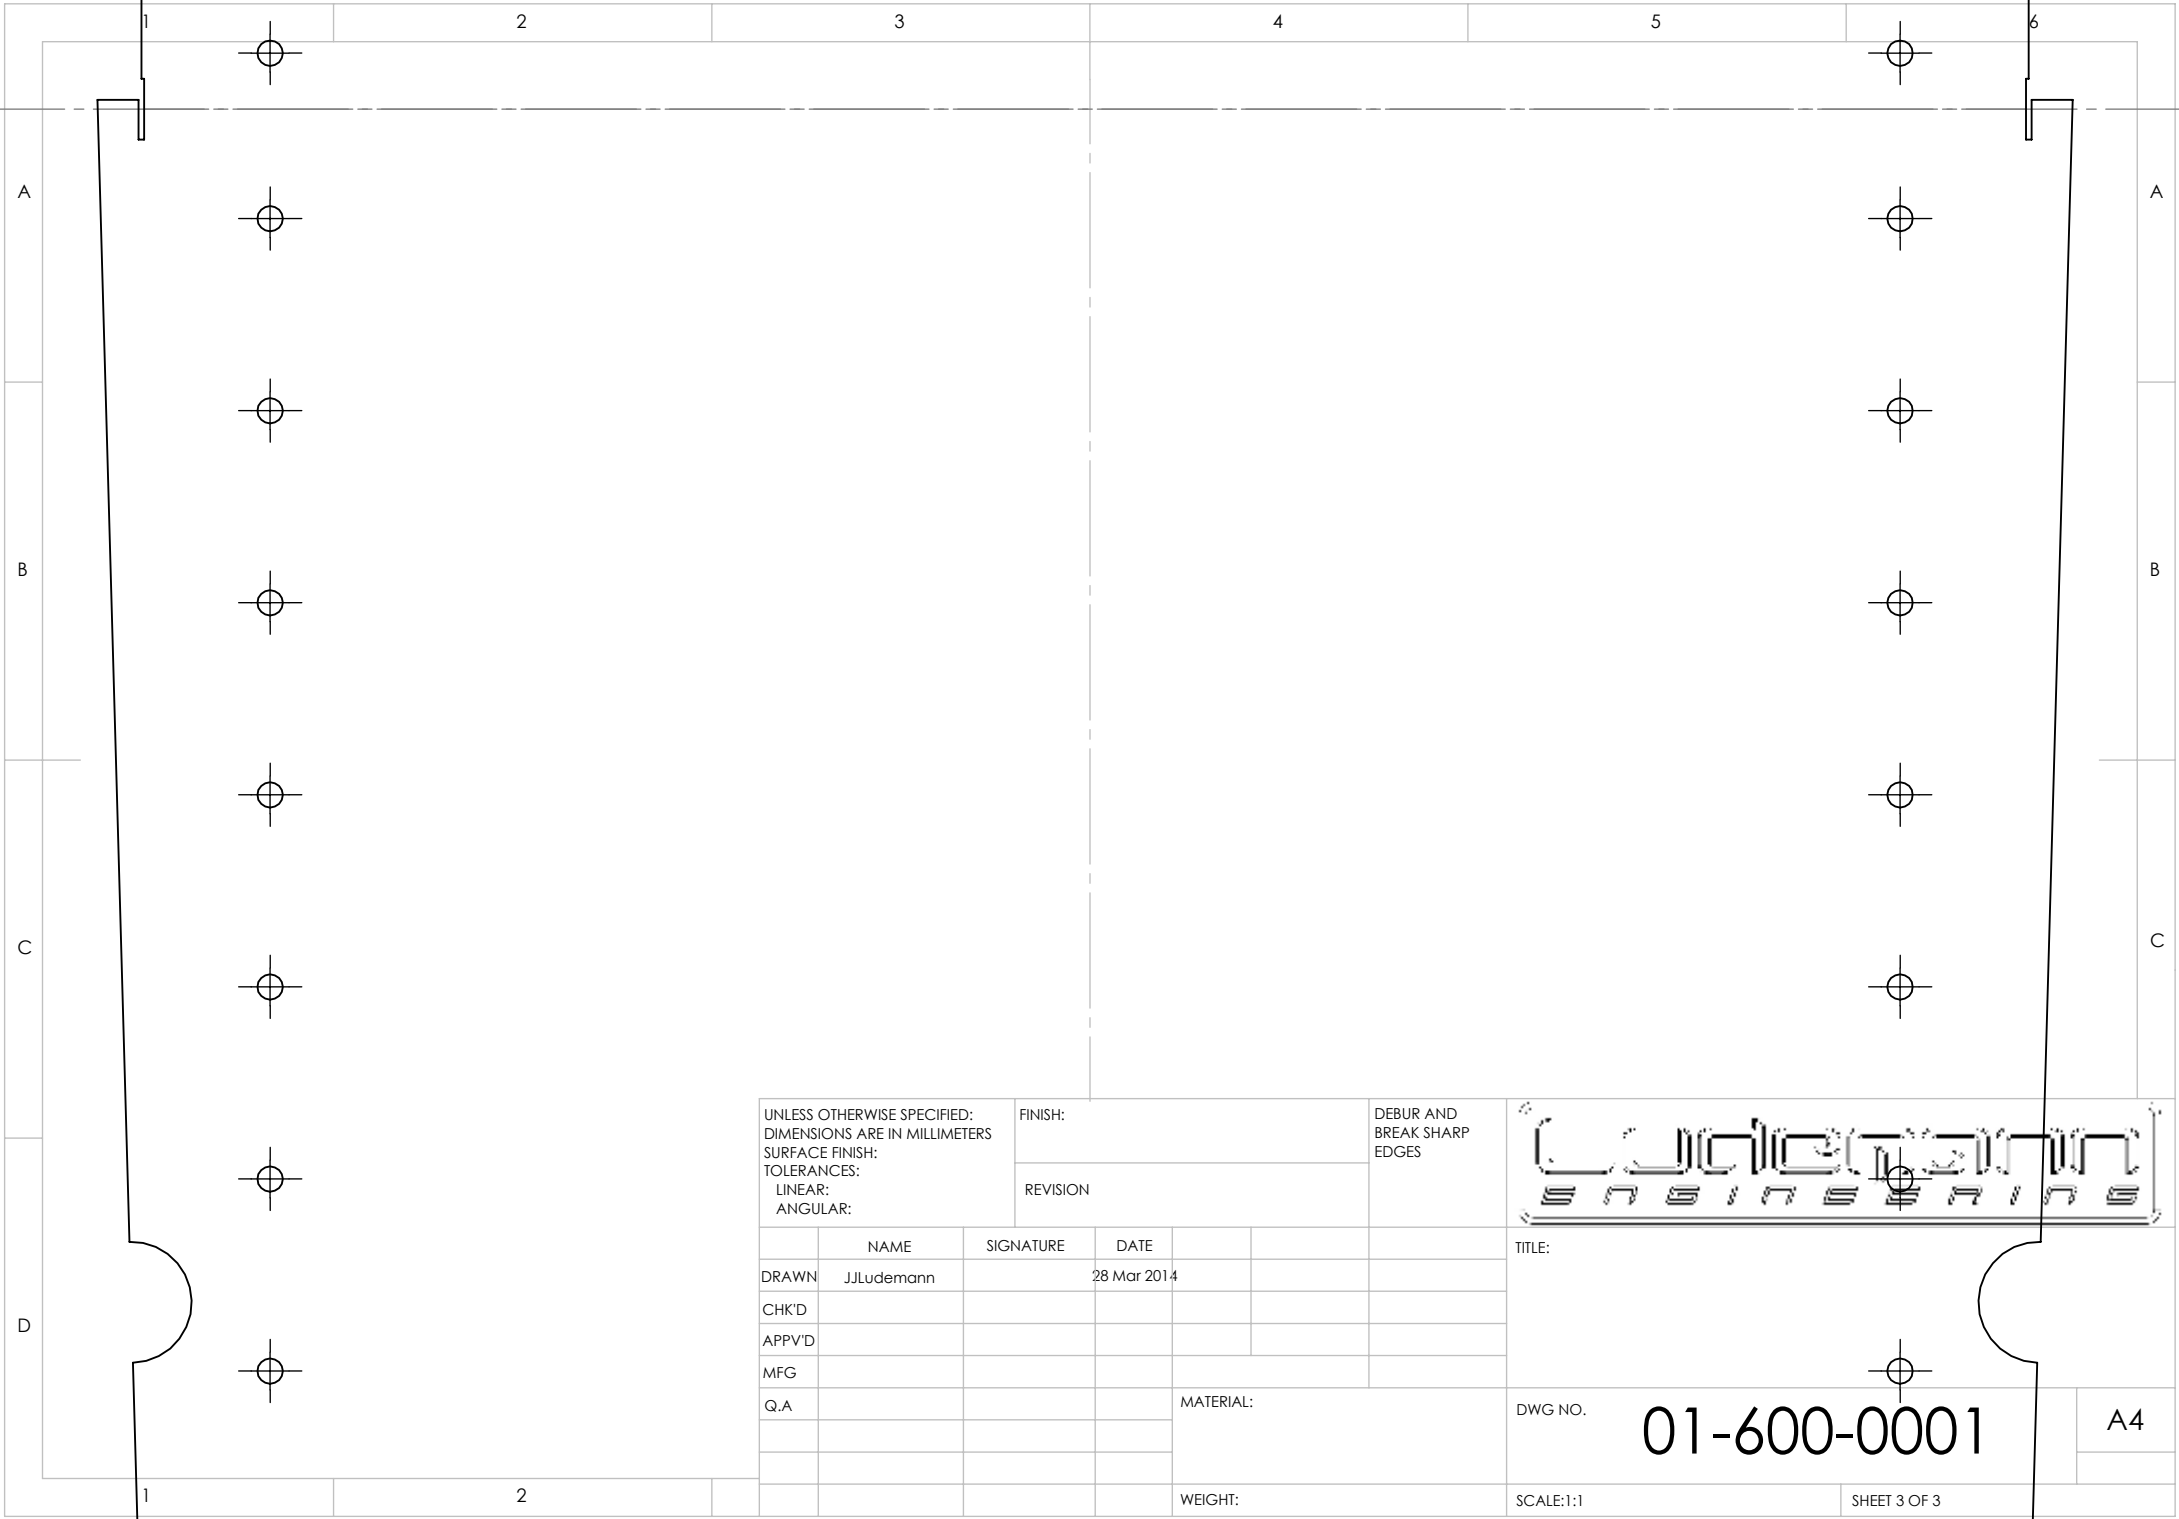 1 2 3 4 5 6
A A
B B
C C
D
UNLESS OTHERWISE SPECIFIED:
DIMENSIONS ARE IN MILLIMETERS
SURFACE FINISH:
TOLERANCES:
LINEAR:
ANGULAR:
FINISH:
REVISION
DEBUR AND
BREAK SHARP
EDGES
Ludemann
ENGINEERING
NAME SIGNATURE DATE
DRAWN JJLudemann 28 Mar 2014
CHK'D
APPV'D
MFG
Q.A
MATERIAL:
WEIGHT:
TITLE:
DWG NO. 01-600-0001 A4
SCALE:1:1 SHEET 3 OF 3
1 2